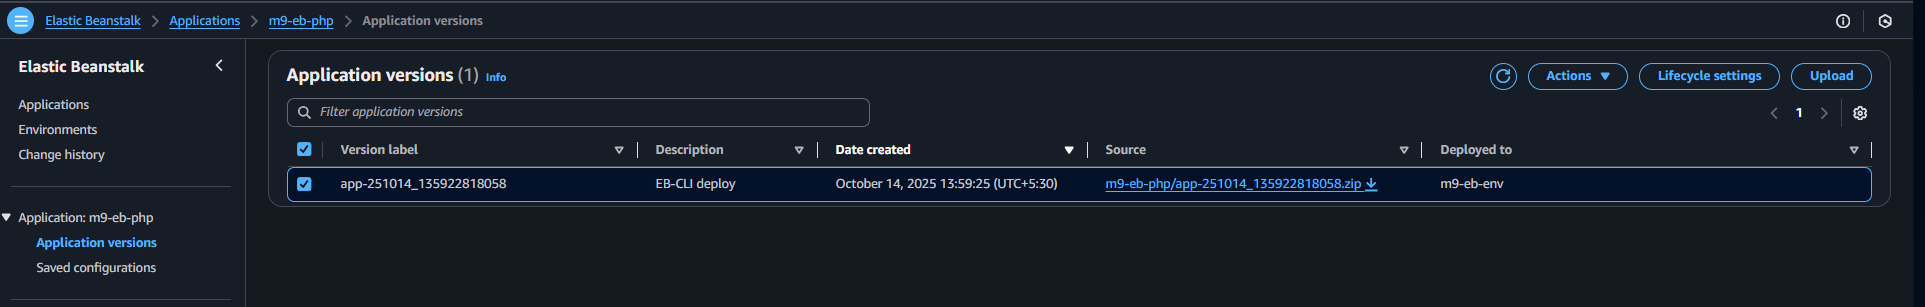 Elastic Beanstalk > Applications > m9-eb-php > Application versions
Elastic Beanstalk
Applications
Environments
Change history
Application: m9-eb-php
Application versions
Saved configurations
Application versions (1) Info
Actions Lifecycle settings Upload
Filter application versions
1
Version label Description Date created Source Deployed to
app-251014_135922818058 EB-CLI deploy October 14, 2025 13:59:25 (UTC+5:30) m9-eb-php/app-251014_135922818058.zip m9-eb-env